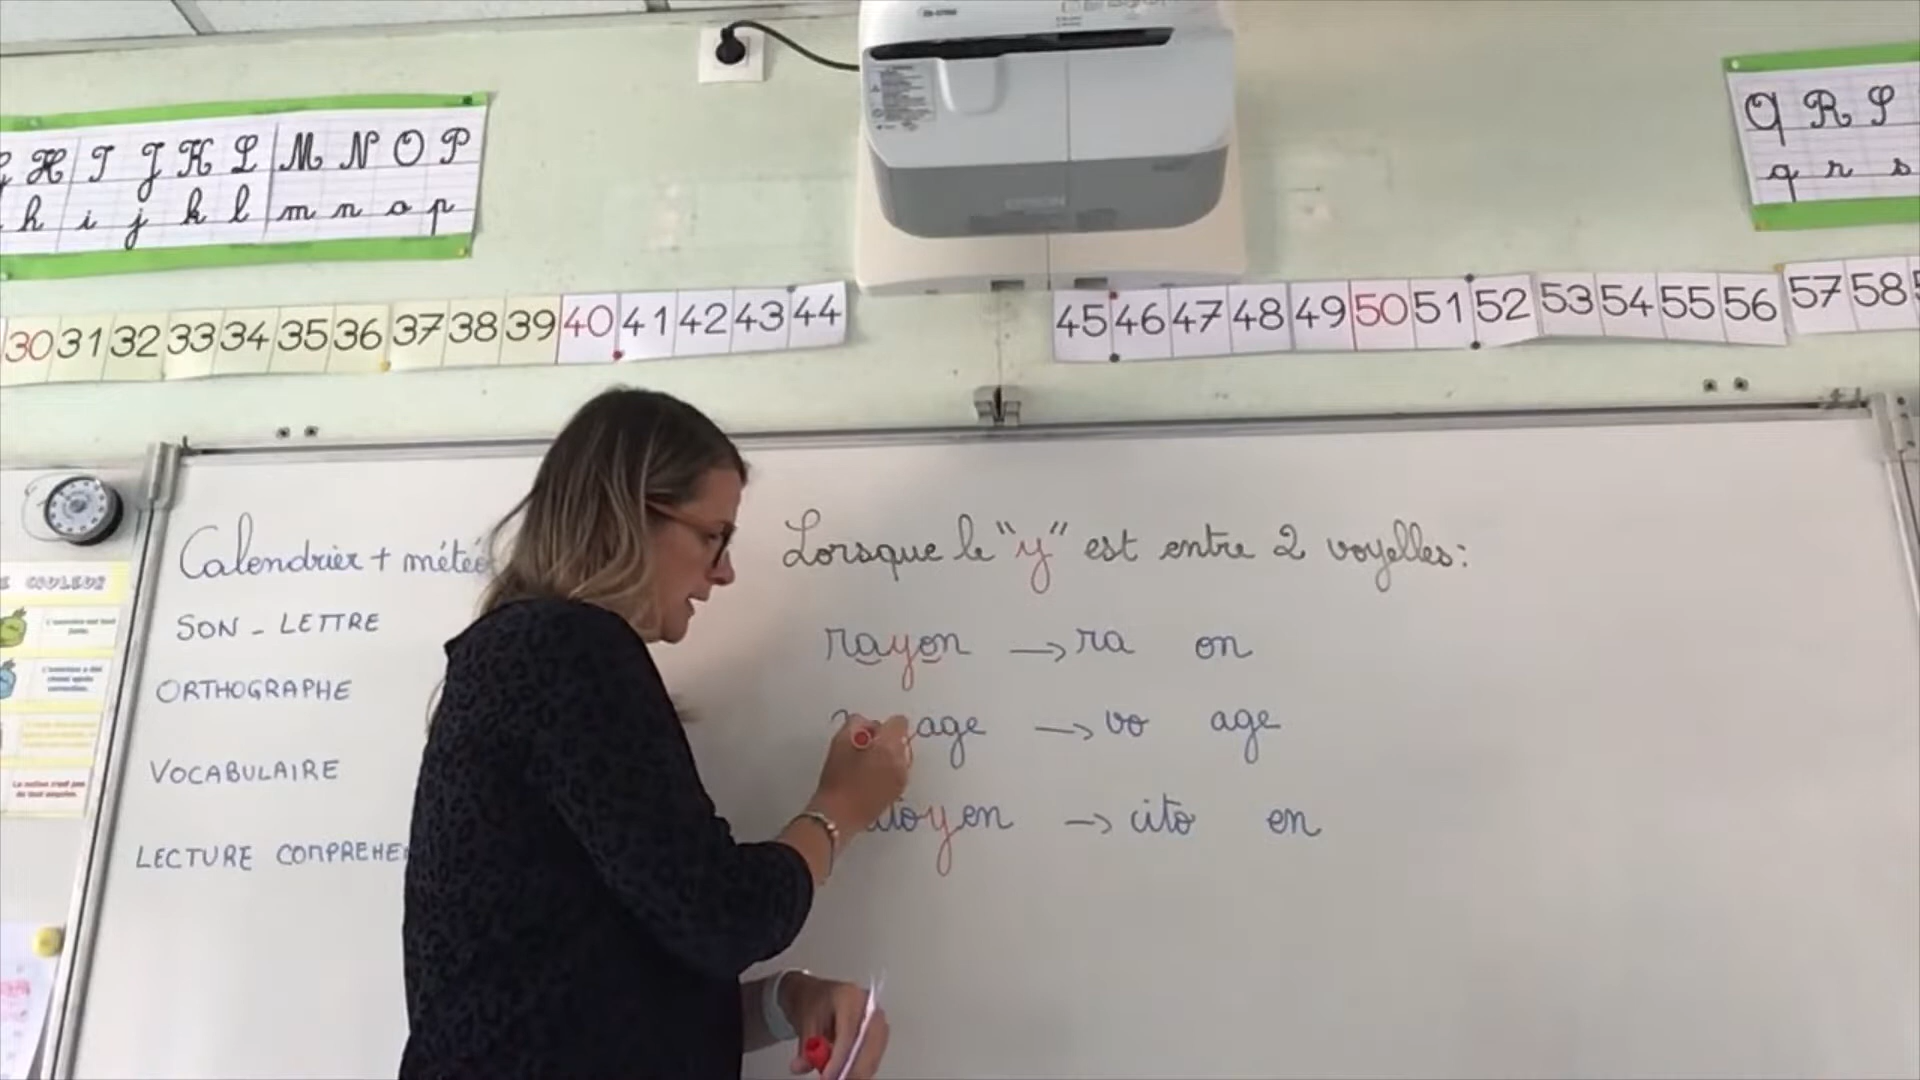 H I J K L M N O P
h i j k l m n o p
Q R S
q r s
30 31 32 33 34 35 36 37 38 39 40 41 42 43 44
45 46 47 48 49 50 51 52 53 54 55 56 57 58
Calendrier + météo
SON - LETTRE
ORTHOGRAPHE
VOCABULAIRE
LECTURE COMPREHEN
Lorsque le "y" est entre 2 voyelles:
rayon → ra on
age → vo age
itoyen → cito en